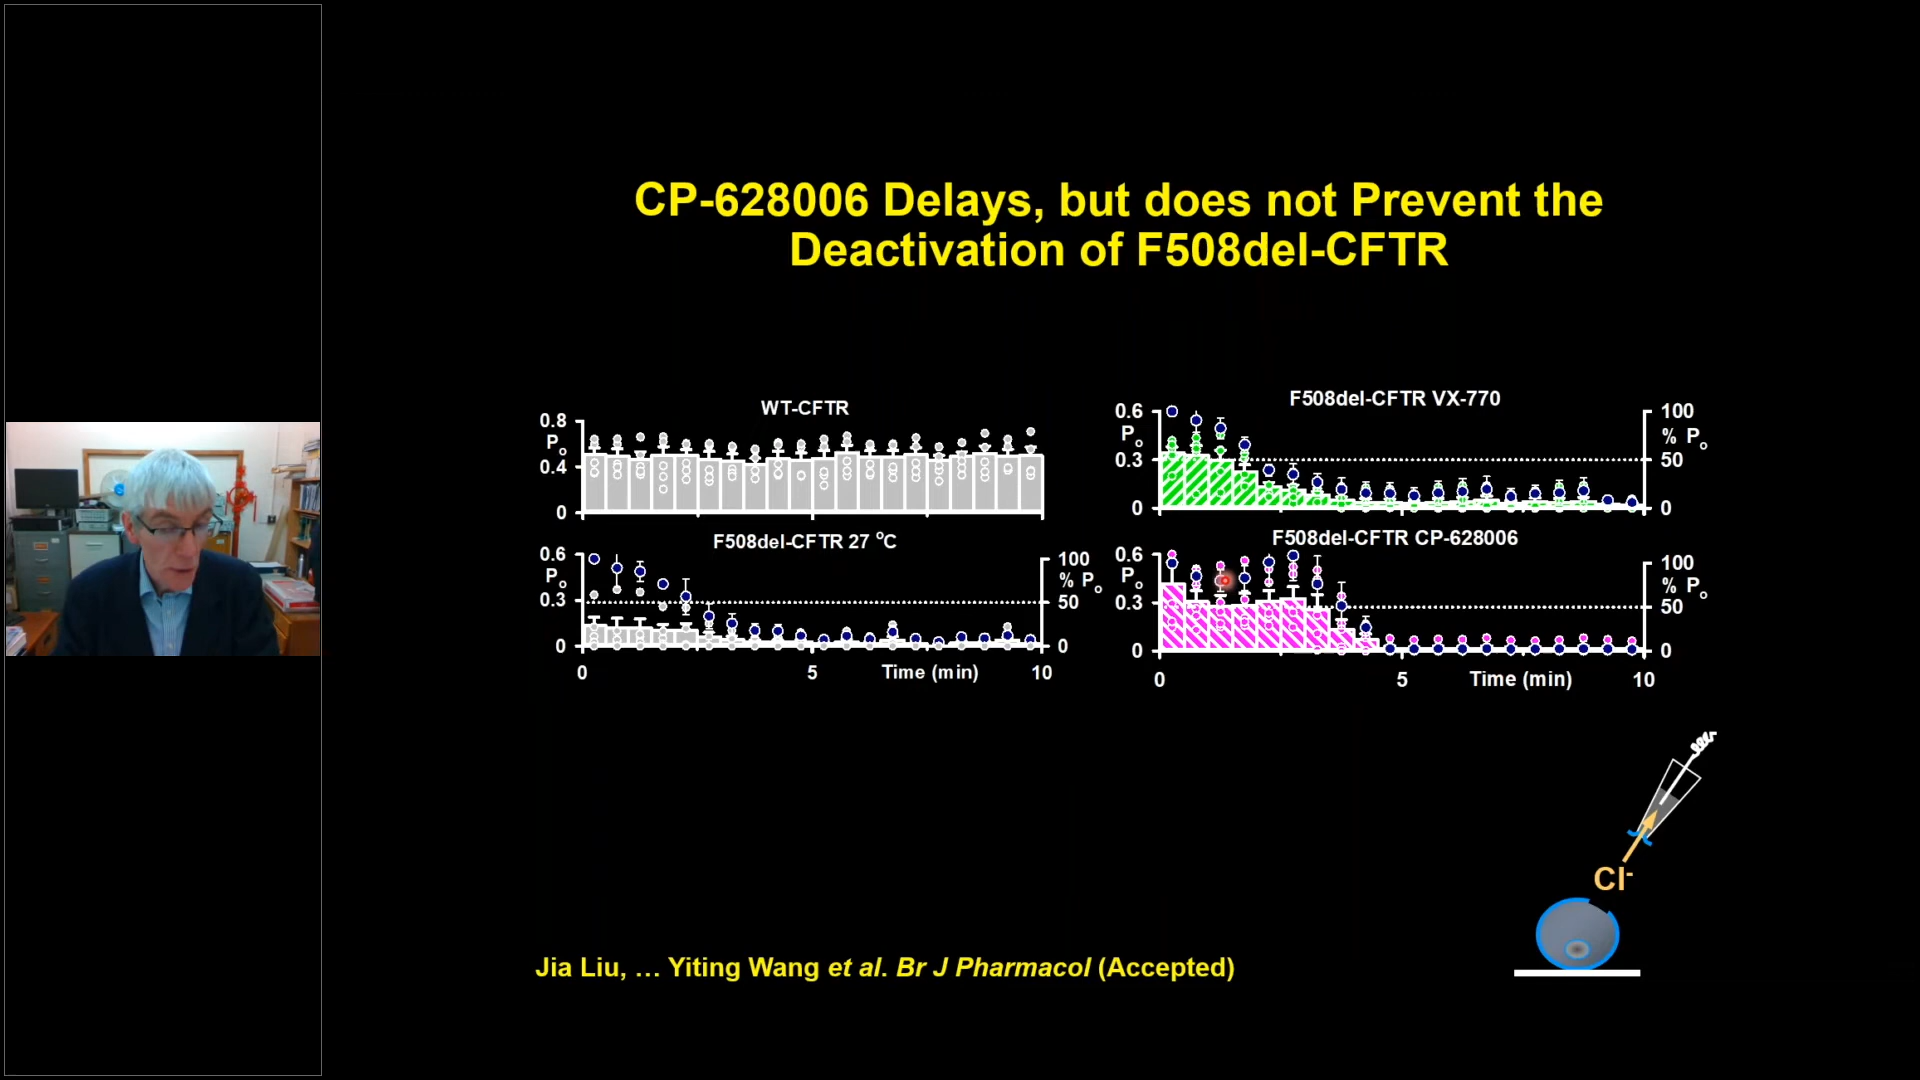 CP-628006 Delays, but does not Prevent the
Deactivation of F508del-CFTR
WT-CFTR
0.8
Po
0.4
0
F508del-CFTR 27 °C
0.6
Po
0.3
0
100
% Po
50
0
0
5
Time (min)
10
F508del-CFTR VX-770
0.6
Po
0.3
0
100
% Po
50
0
F508del-CFTR CP-628006
0.6
Po
0.3
0
100
% Po
50
0
0
5
Time (min)
10
Cl-
Jia Liu, … Yiting Wang et al. Br J Pharmacol (Accepted)